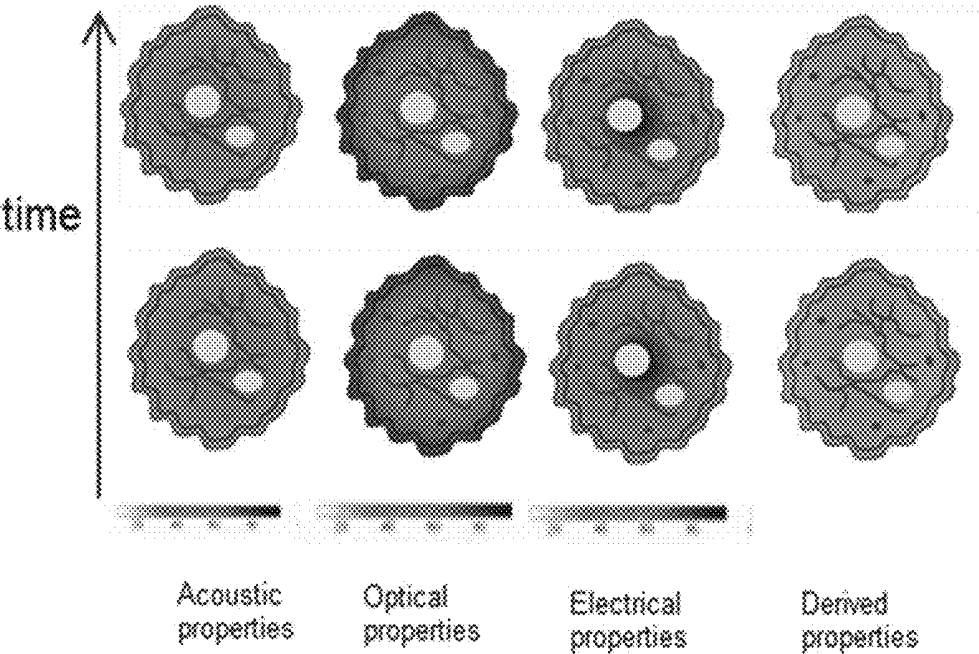 time
Acoustic
properties
Optical
properties
Electrical
properties
Derived
properties